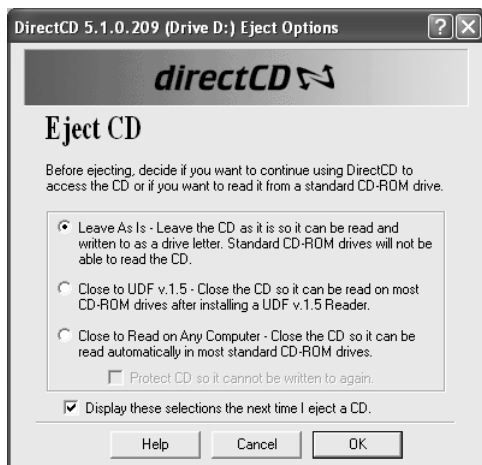 DirectCD 5.1.0.209 (Drive D:) Eject Options
directCD
Eject CD
Before ejecting, decide if you want to continue using DirectCD to
access the CD or if you want to read it from a standard CD-ROM drive.
Leave As Is - Leave the CD as it is so it can be read and
written to as a drive letter. Standard CD-ROM drives will not be
able to read the CD.
Close to UDF v.1.5 - Close the CD so it can be read on most
CD-ROM drives after installing a UDF v.1.5 Reader.
Close to Read on Any Computer - Close the CD so it can be
read automatically in most standard CD-ROM drives.
Protect CD so it cannot be written to again.
Display these selections the next time I eject a CD.
Help Cancel OK